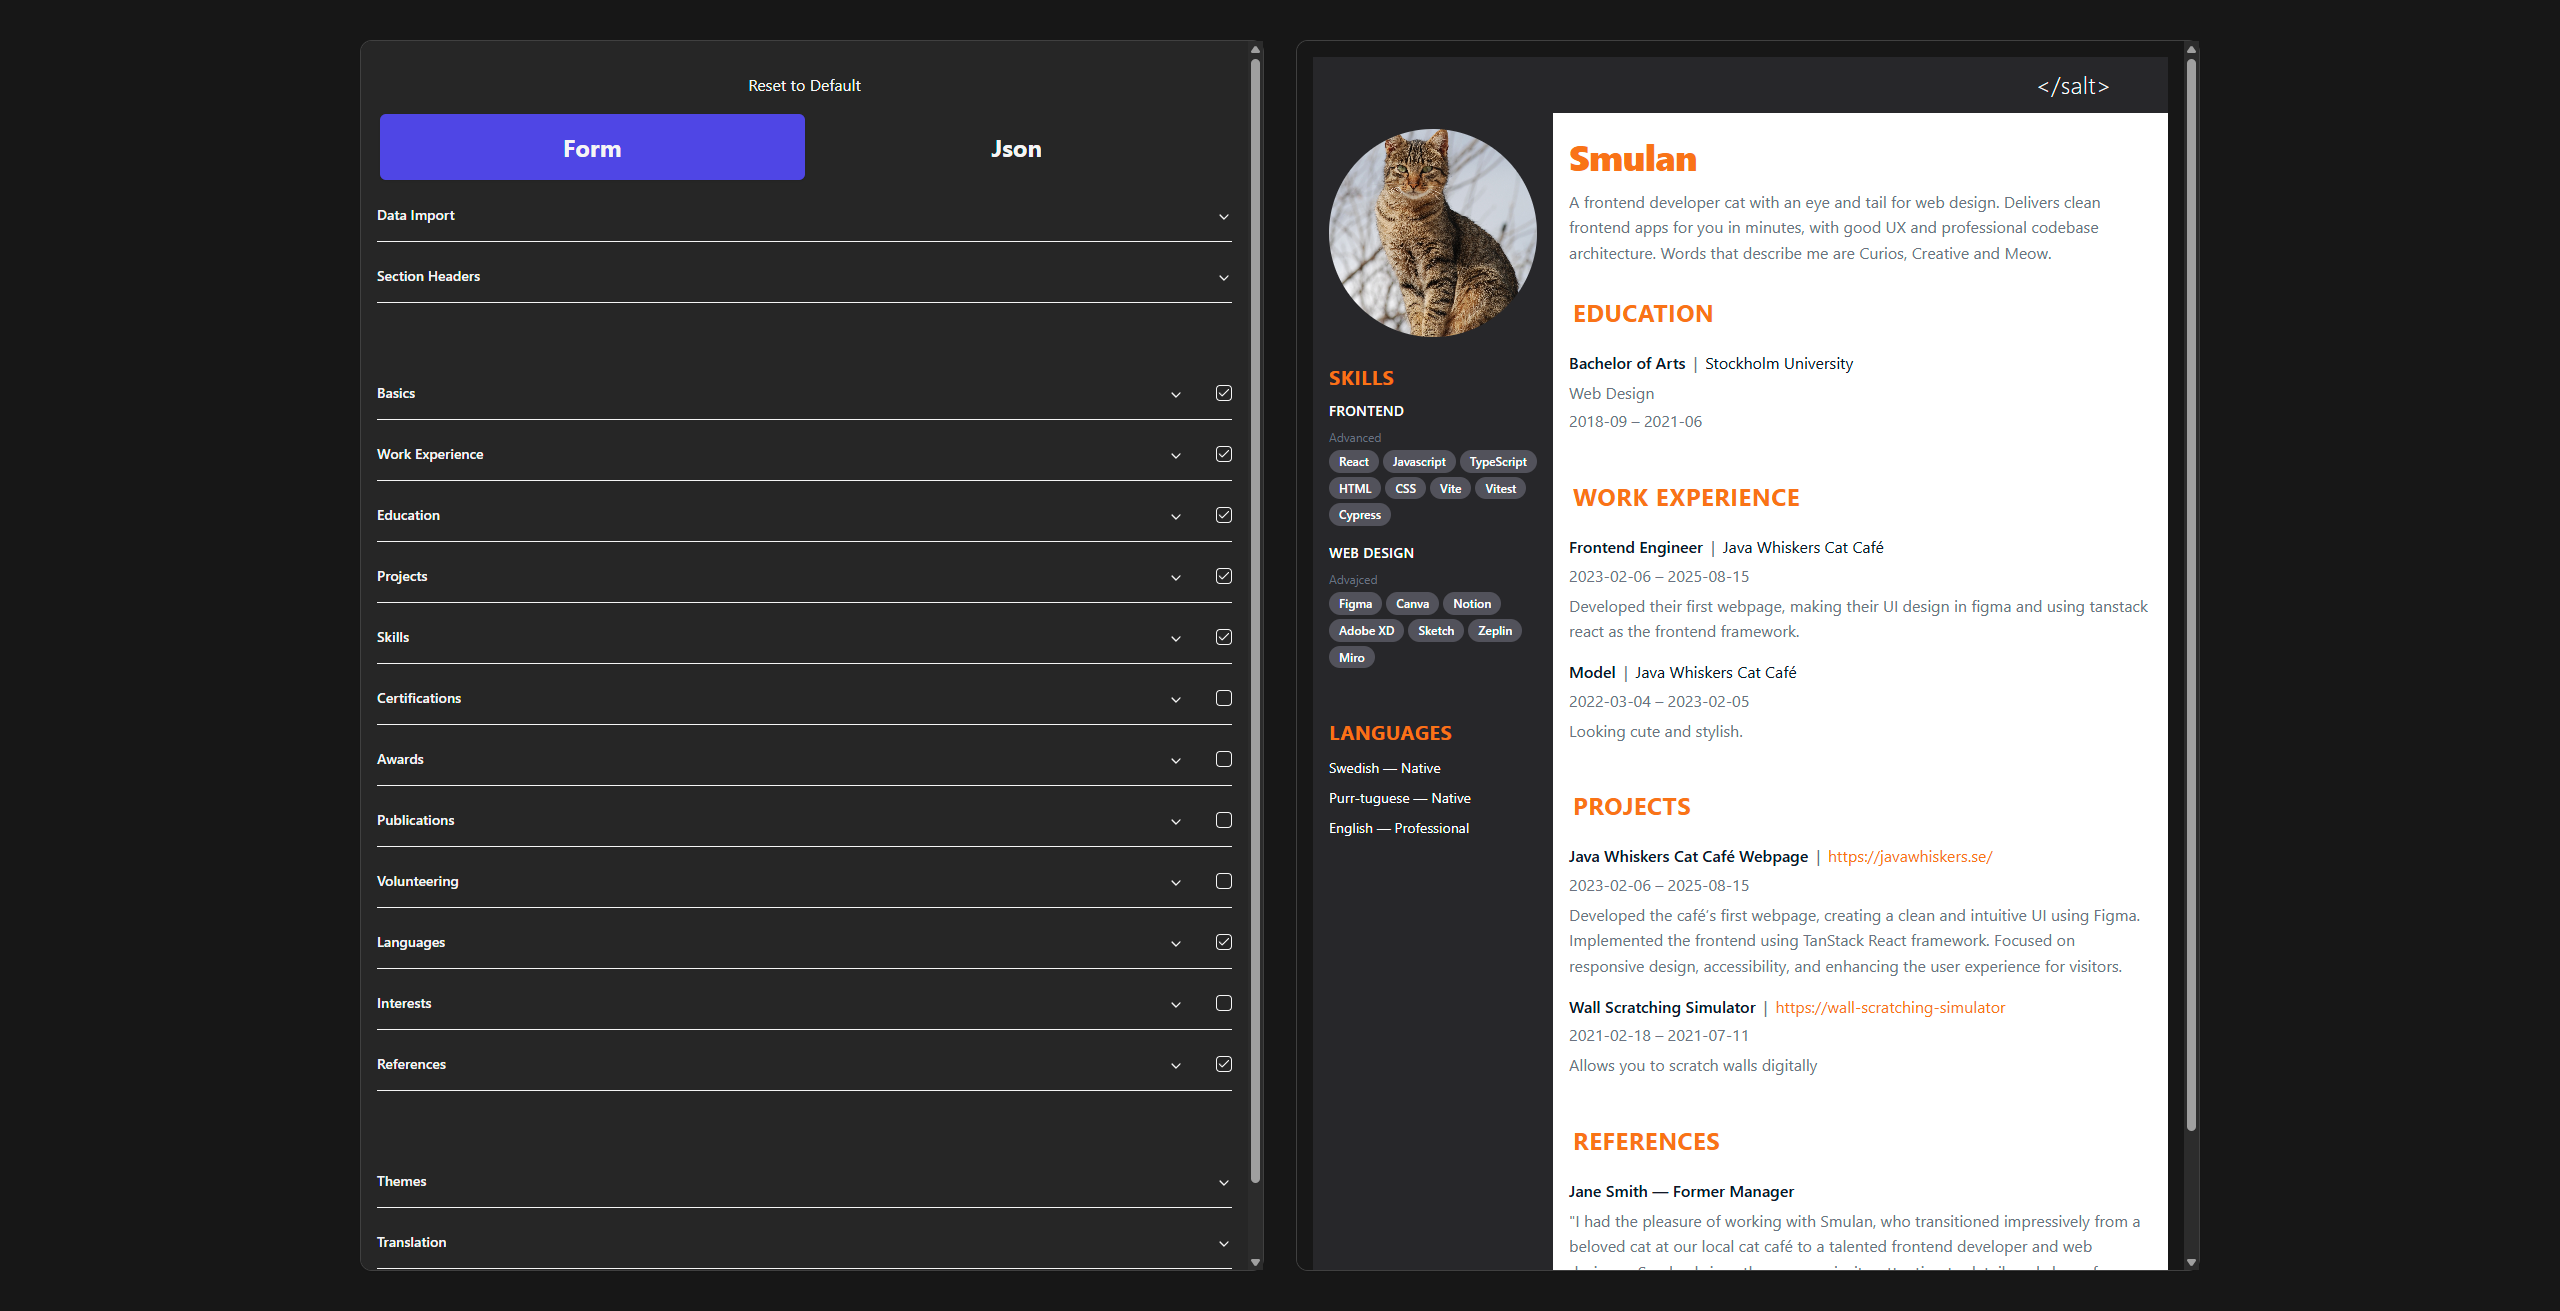 Reset to Default
Form
Json
Data Import
Section Headers
Basics
Work Experience
Education
Projects
Skills
Certifications
Awards
Publications
Volunteering
Languages
Interests
References
Themes
Translation
</salt>
SKILLS
FRONTEND
Advanced
React Javascript TypeScript
HTML CSS Vite Vitest
Cypress
WEB DESIGN
Advajced
Figma Canva Notion
Adobe XD Sketch Zeplin
Miro
LANGUAGES
Swedish — Native
Purr-tuguese — Native
English — Professional
Smulan
A frontend developer cat with an eye and tail for web design. Delivers clean
frontend apps for you in minutes, with good UX and professional codebase
architecture. Words that describe me are Curios, Creative and Meow.
EDUCATION
Bachelor of Arts | Stockholm University
Web Design
2018-09 – 2021-06
WORK EXPERIENCE
Frontend Engineer | Java Whiskers Cat Café
2023-02-06 – 2025-08-15
Developed their first webpage, making their UI design in figma and using tanstack
react as the frontend framework.
Model | Java Whiskers Cat Café
2022-03-04 – 2023-02-05
Looking cute and stylish.
PROJECTS
Java Whiskers Cat Café Webpage | https://javawhiskers.se/
2023-02-06 – 2025-08-15
Developed the café's first webpage, creating a clean and intuitive UI using Figma.
Implemented the frontend using TanStack React framework. Focused on
responsive design, accessibility, and enhancing the user experience for visitors.
Wall Scratching Simulator | https://wall-scratching-simulator
2021-02-18 – 2021-07-11
Allows you to scratch walls digitally
REFERENCES
Jane Smith — Former Manager
"I had the pleasure of working with Smulan, who transitioned impressively from a
beloved cat at our local cat café to a talented frontend developer and web